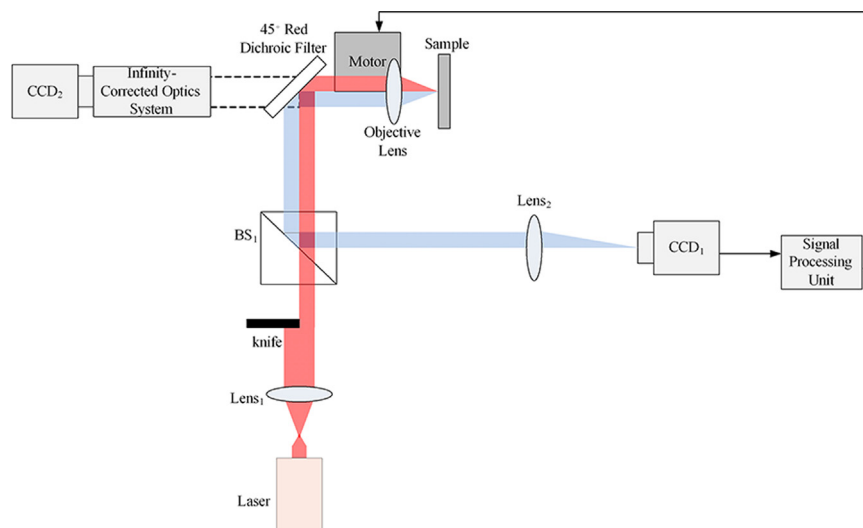 45° Red
Dichroic Filter
Motor
Sample
CCD₂
Infinity-
Corrected Optics
System
Objective
Lens
BS₁
Lens₂
CCD₁
Signal
Processing
Unit
knife
Lens₁
Laser